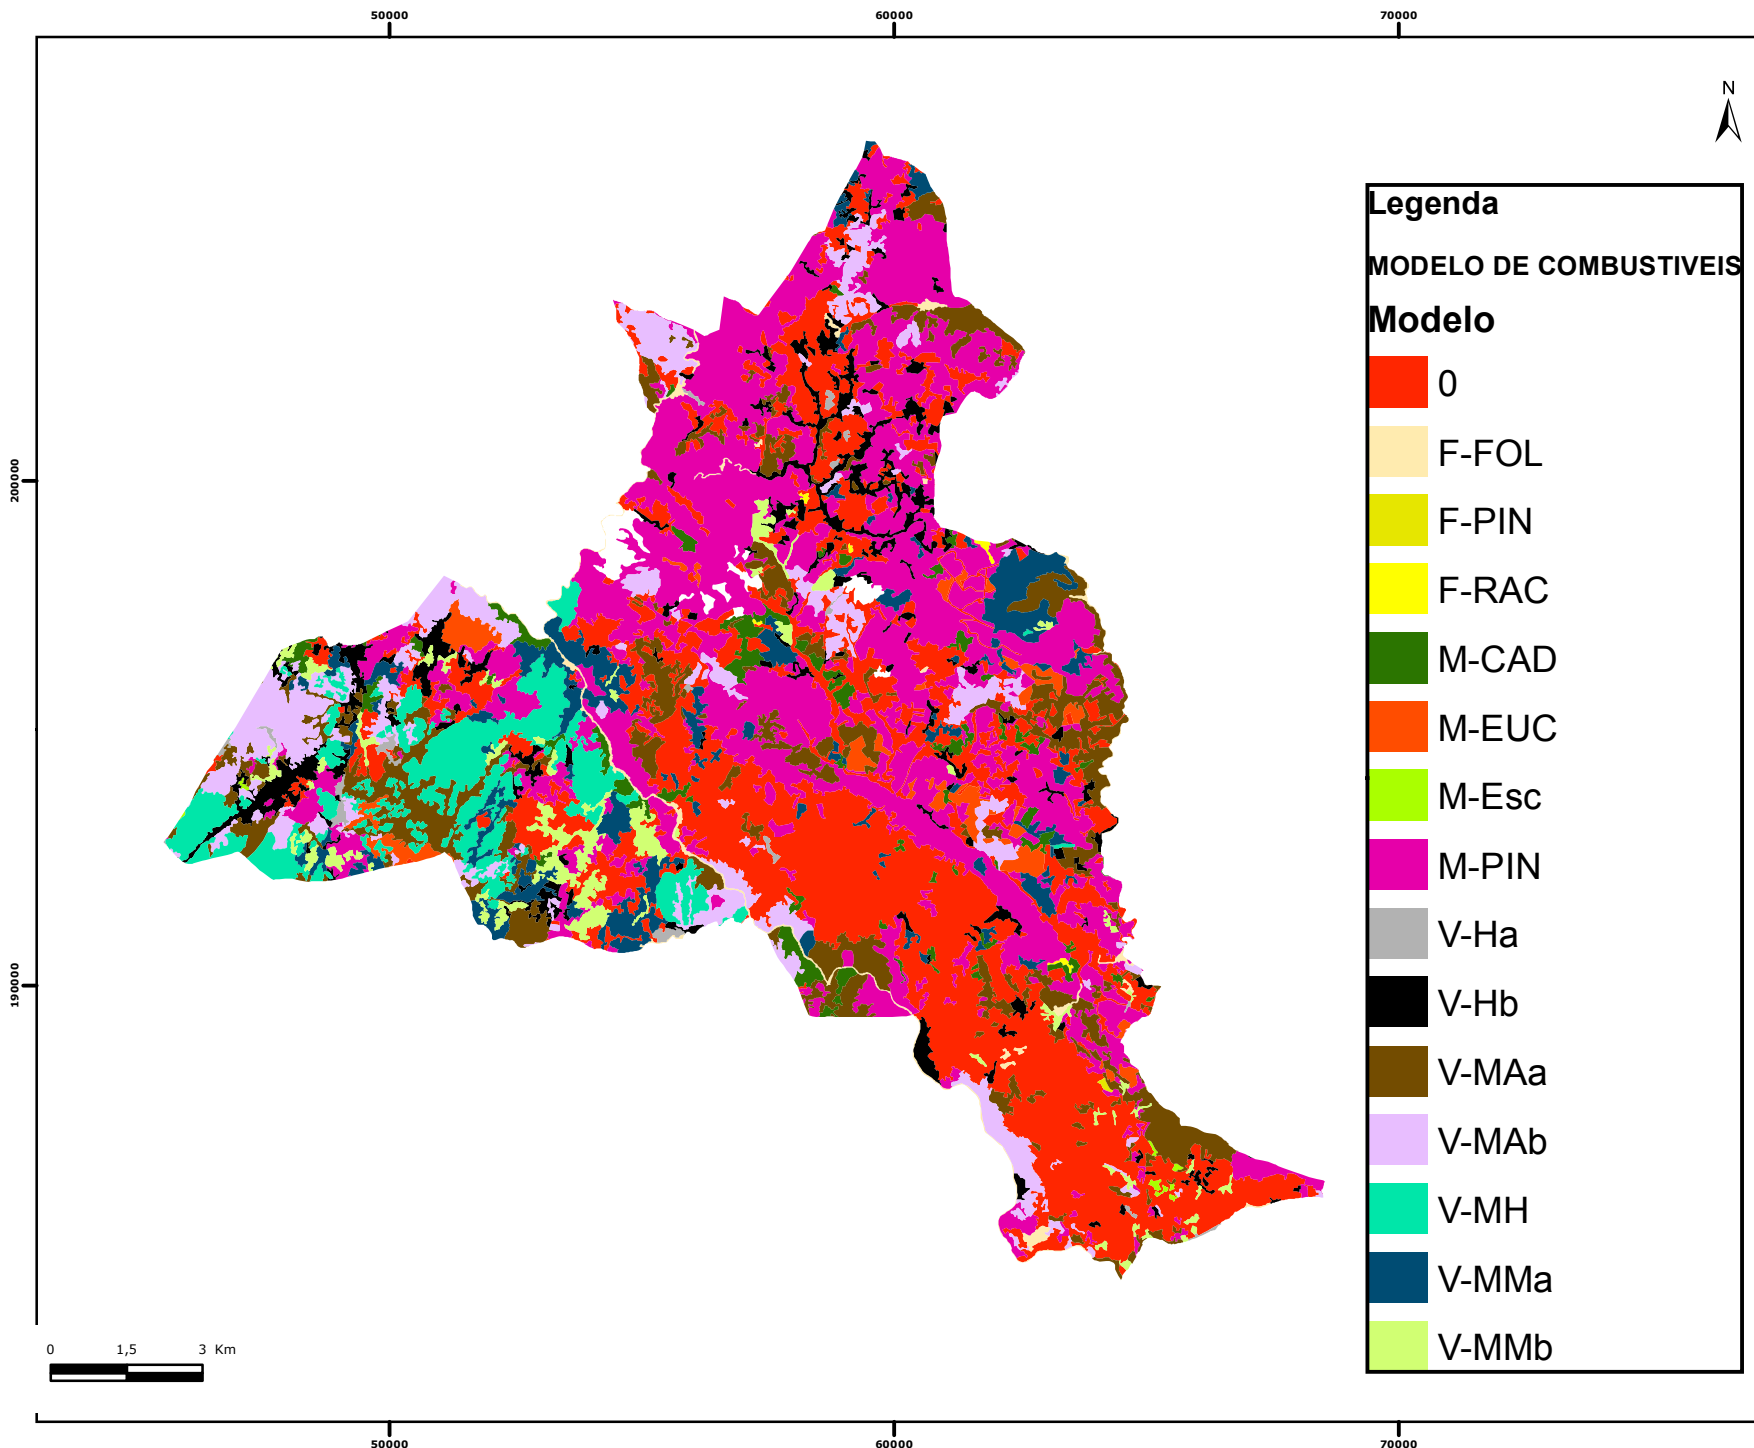 50000 60000 70000
N
Legenda
MODELO DE COMBUSTIVEIS
Modelo
0
F-FOL
F-PIN
F-RAC
M-CAD
M-EUC
M-Esc
M-PIN
V-Ha
V-Hb
V-MAa
V-MAb
V-MH
V-MMa
V-MMb
200000
190000
0 1,5 3 Km
50000 60000 70000